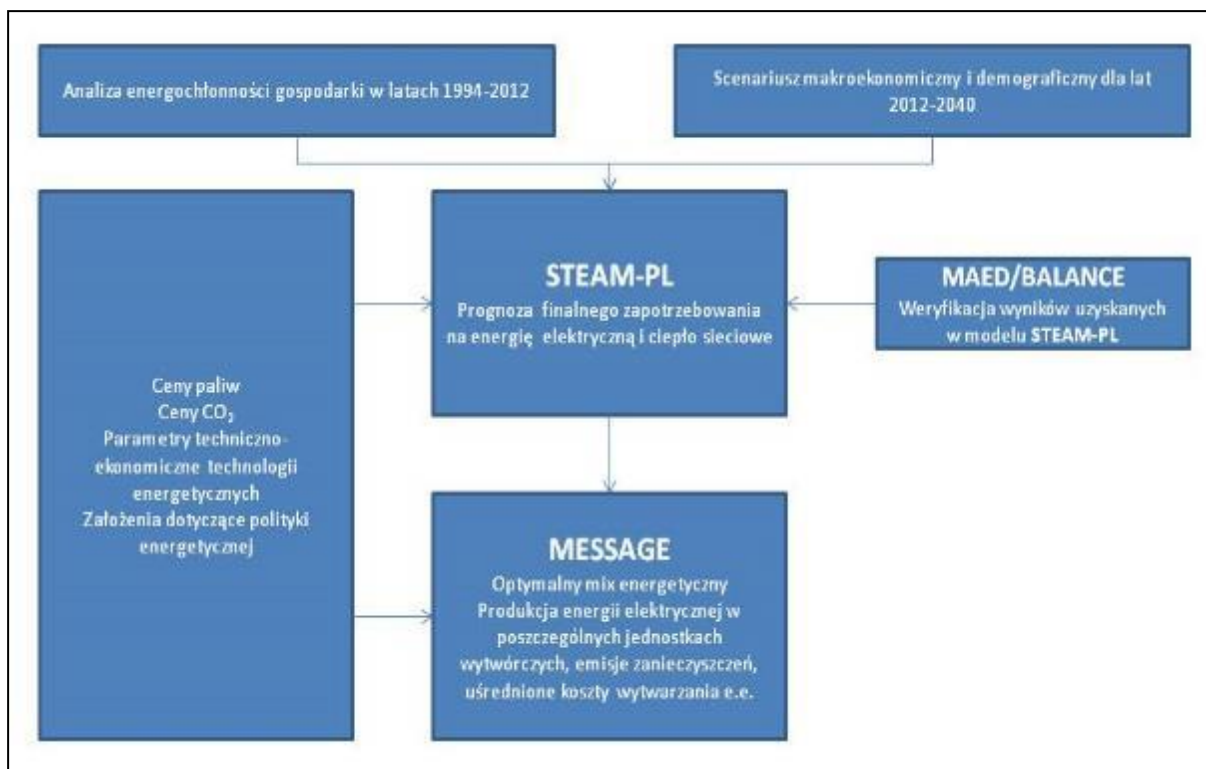 Analiza energochłonności gospodarki w latach 1994-2012
Scenariusz makroekonomiczny i demograficzny dla lat
2012-2040
STEAM-PL
Prognoza finalnego zapotrzebowania
na energię elektryczną i ciepło sieciowe
MAED/BALANCE
Weryfikacja wyników uzyskanych
w modelu STEAM-PL
Ceny paliw
Ceny CO₂
Parametry techniczno-
ekonomiczne technologii
energetycznych
Założenia dotyczące polityki
energetycznej
MESSAGE
Optymalny mix energetyczny
Produkcja energii elektrycznej w
poszczególnych jednostkach
wytwórczych, emisje zanieczyszczeń,
uśrednione koszty wytwarzania e.e.